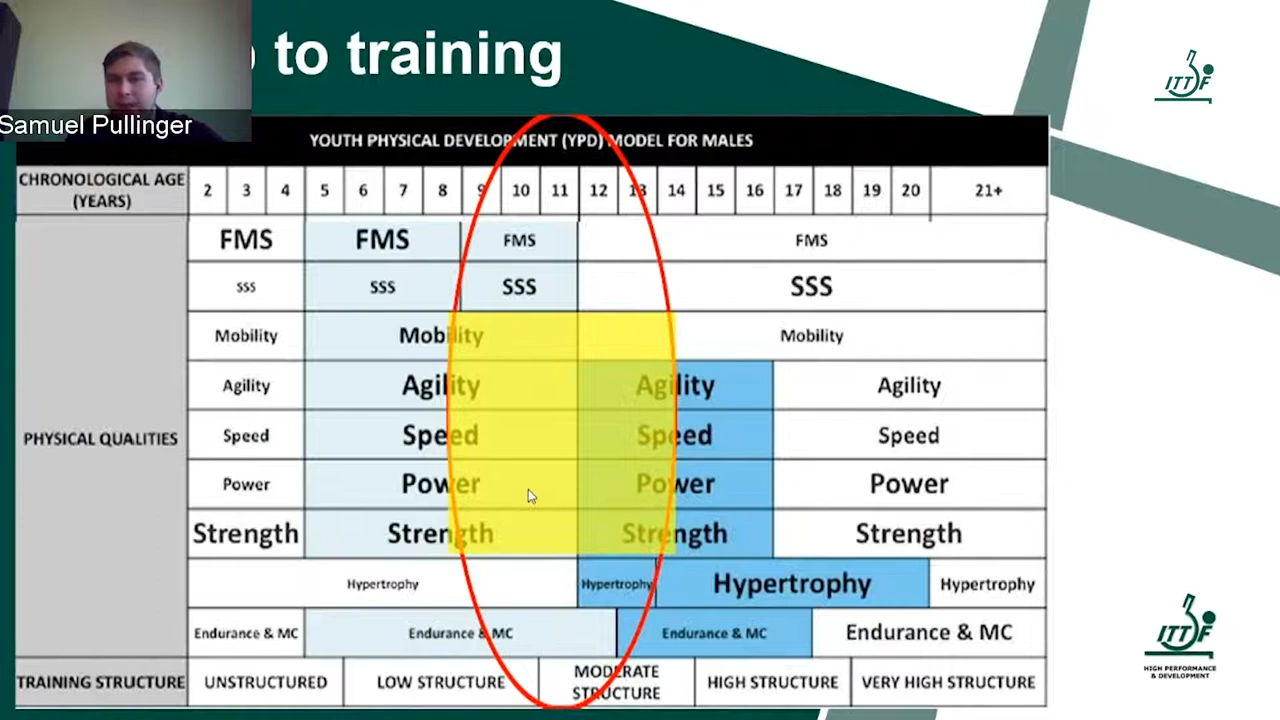 to training
Samuel Pullinger
ITTF
YOUTH PHYSICAL DEVELOPMENT (YPD) MODEL FOR MALES
CHRONOLOGICAL AGE
(YEARS)
2 3 4 5 6 7 8 9 10 11 12 13 14 15 16 17 18 19 20 21+
FMS FMS FMS FMS
SSS SSS SSS SSS
Mobility Mobility Mobility
Agility Agility Agility Agility
PHYSICAL QUALITIES
Speed Speed Speed Speed
Power Power Power Power
Strength Strength Strength Strength
Hypertrophy Hypertrophy Hypertrophy Hypertrophy
Endurance & MC Endurance & MC Endurance & MC Endurance & MC
TRAINING STRUCTURE
UNSTRUCTURED LOW STRUCTURE
MODERATE
STRUCTURE
HIGH STRUCTURE VERY HIGH STRUCTURE
ITTF
HIGH PERFORMANCE
& DEVELOPMENT